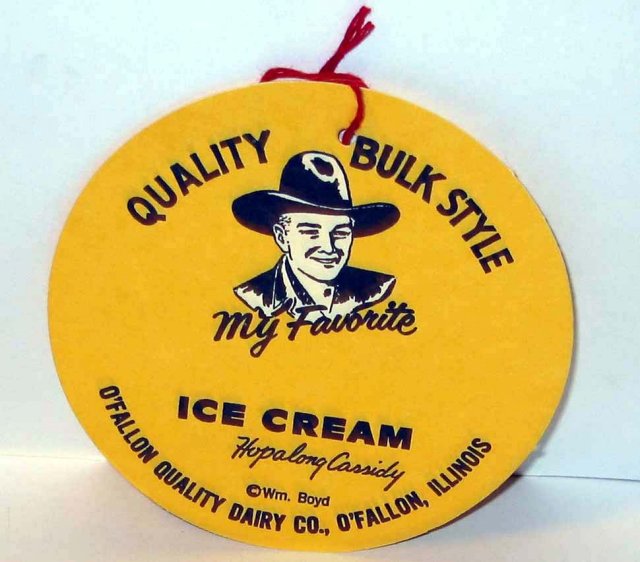 QUALITY BULK STYLE
My Favorite
ICE CREAM
Hopalong Cassidy
©Wm. Boyd
O'FALLON QUALITY DAIRY CO., O'FALLON, ILLINOIS